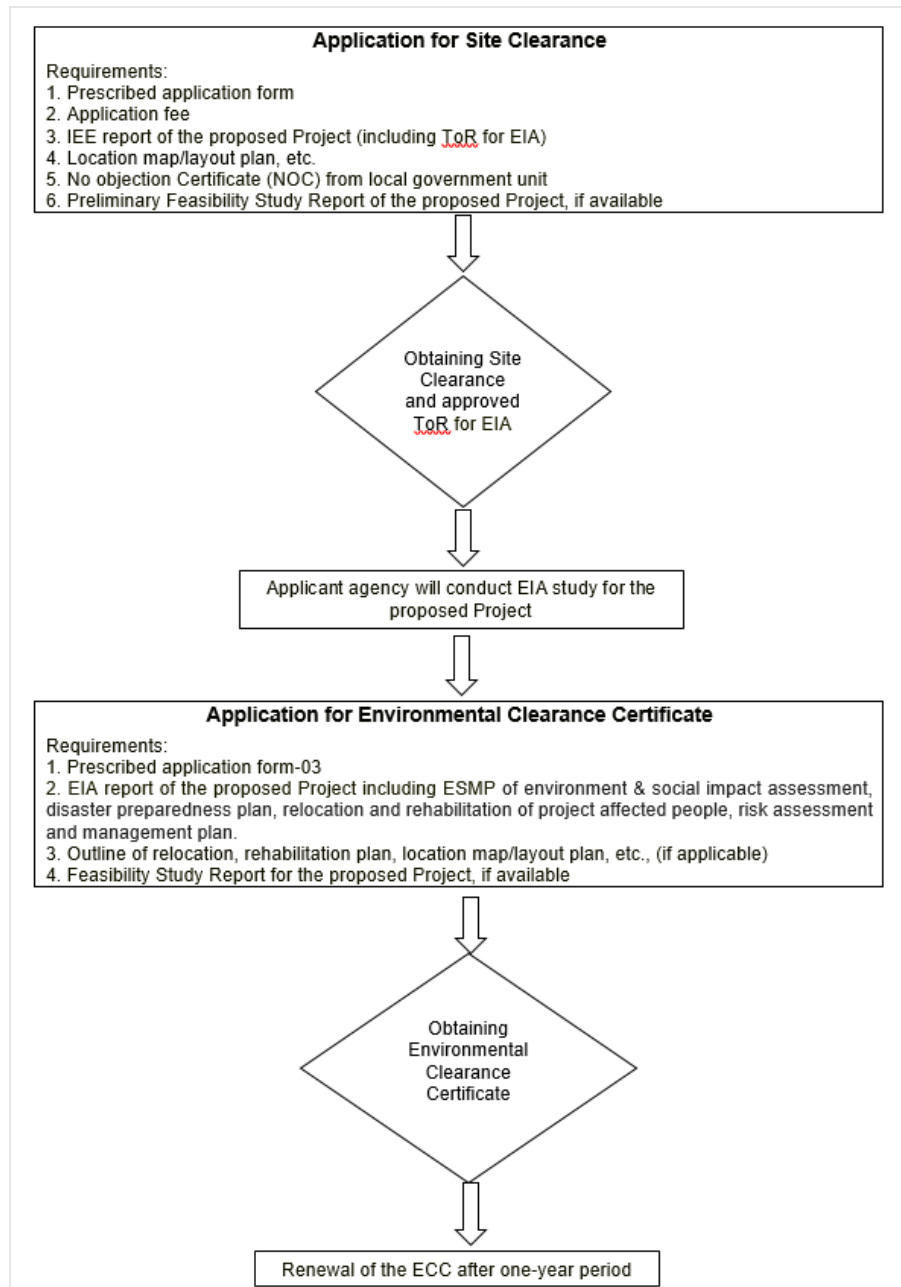 Application for Site Clearance
Requirements:
1. Prescribed application form
2. Application fee
3. IEE report of the proposed Project (including ToR for EIA)
4. Location map/layout plan, etc.
5. No objection Certificate (NOC) from local government unit
6. Preliminary Feasibility Study Report of the proposed Project, if available
Obtaining Site
Clearance
and approved
ToR for EIA
Applicant agency will conduct EIA study for the
proposed Project
Application for Environmental Clearance Certificate
Requirements:
1. Prescribed application form-03
2. EIA report of the proposed Project including ESMP of environment & social impact assessment,
disaster preparedness plan, relocation and rehabilitation of project affected people, risk assessment
and management plan.
3. Outline of relocation, rehabilitation plan, location map/layout plan, etc., (if applicable)
4. Feasibility Study Report for the proposed Project, if available
Obtaining
Environmental
Clearance
Certificate
Renewal of the ECC after one-year period